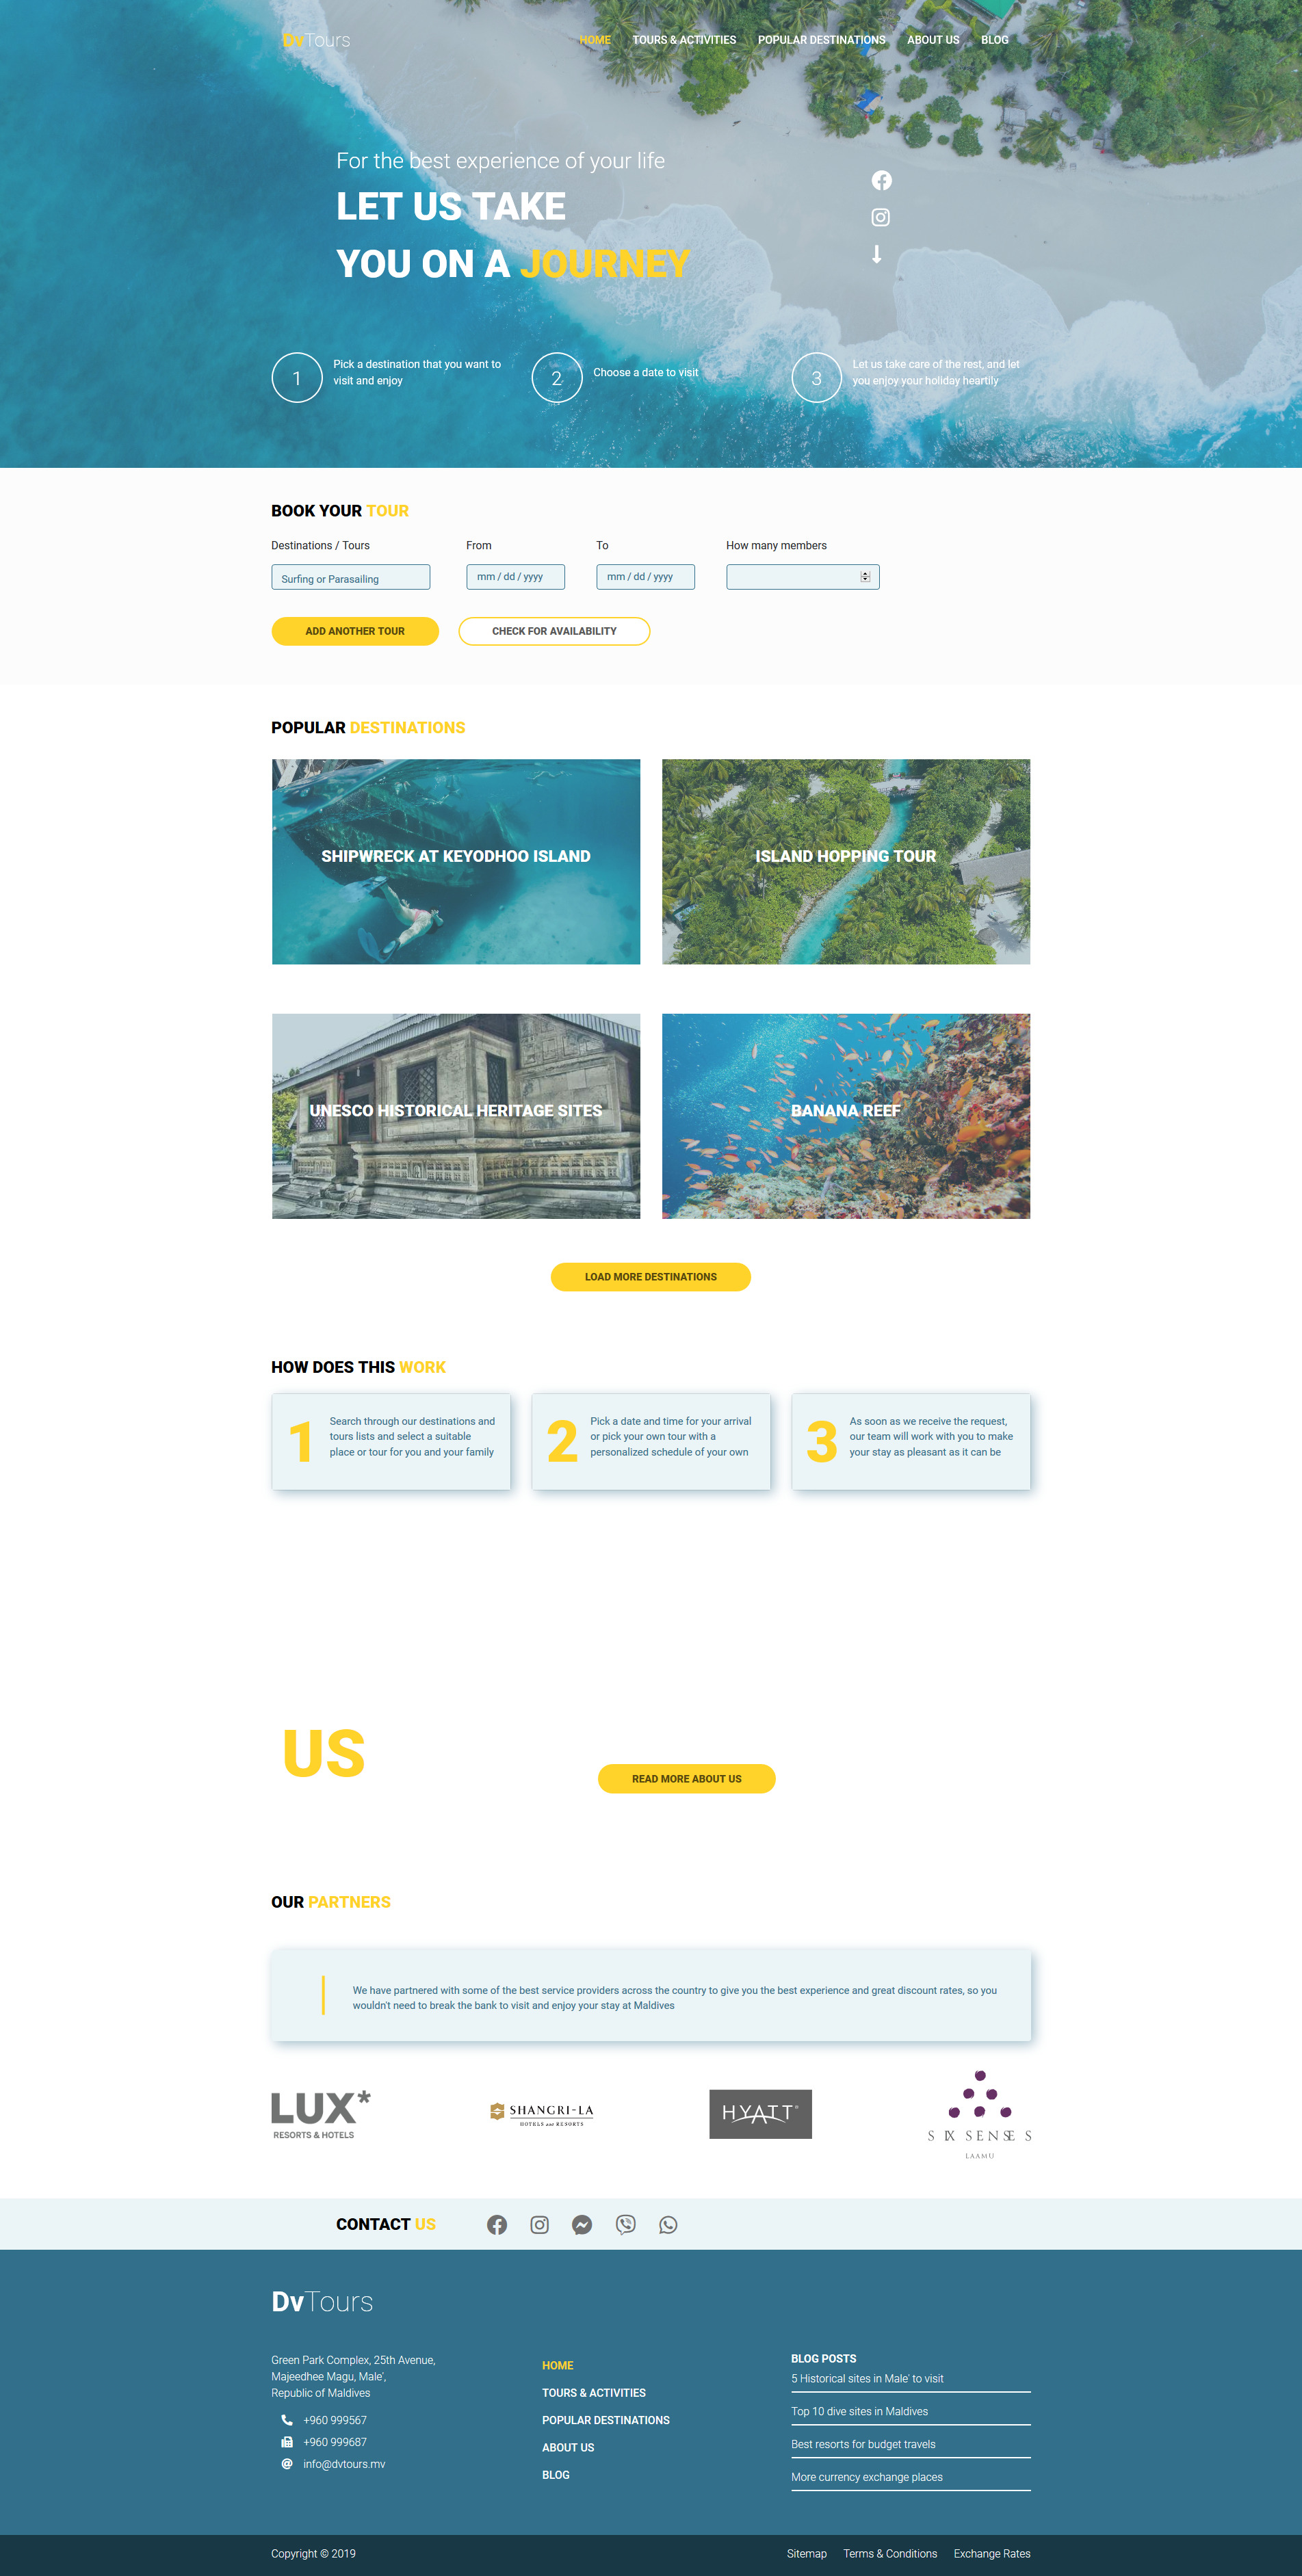 DvTours
HOME TOURS & ACTIVITIES POPULAR DESTINATIONS ABOUT US BLOG
For the best experience of your life
LET US TAKE
YOU ON A JOURNEY
1
Pick a destination that you want to
visit and enjoy
2
Choose a date to visit
3
Let us take care of the rest, and let
you enjoy your holiday heartily
BOOK YOUR TOUR
Destinations / Tours From To How many members
Surfing or Parasailing mm / dd / yyyy mm / dd / yyyy
ADD ANOTHER TOUR CHECK FOR AVAILABILITY
POPULAR DESTINATIONS
SHIPWRECK AT KEYODHOO ISLAND
ISLAND HOPPING TOUR
UNESCO HISTORICAL HERITAGE SITES
BANANA REEF
LOAD MORE DESTINATIONS
HOW DOES THIS WORK
1
Search through our destinations and
tours lists and select a suitable
place or tour for you and your family
2
Pick a date and time for your arrival
or pick your own tour with a
personalized schedule of your own
3
As soon as we receive the request,
our team will work with you to make
your stay as pleasant as it can be
US
READ MORE ABOUT US
OUR PARTNERS
We have partnered with some of the best service providers across the country to give you the best experience and great discount rates, so you
wouldn't need to break the bank to visit and enjoy your stay at Maldives
LUX*
RESORTS & HOTELS
SHANGRI-LA
HOTELS and RESORTS
HYATT®
SIX SENSES
LAAMU
CONTACT US
DvTours
Green Park Complex, 25th Avenue,
Majeedhee Magu, Male',
Republic of Maldives
+960 999567
+960 999687
info@dvtours.mv
HOME
TOURS & ACTIVITIES
POPULAR DESTINATIONS
ABOUT US
BLOG
BLOG POSTS
5 Historical sites in Male' to visit
Top 10 dive sites in Maldives
Best resorts for budget travels
More currency exchange places
Copyright © 2019
Sitemap Terms & Conditions Exchange Rates